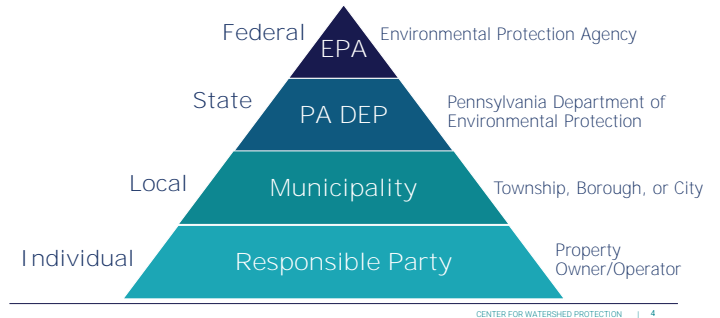 Federal
EPA
Environmental Protection Agency
State
PA DEP
Pennsylvania Department of
Environmental Protection
Local
Municipality
Township, Borough, or City
Individual
Responsible Party
Property
Owner/Operator
CENTER FOR WATERSHED PROTECTION | 4